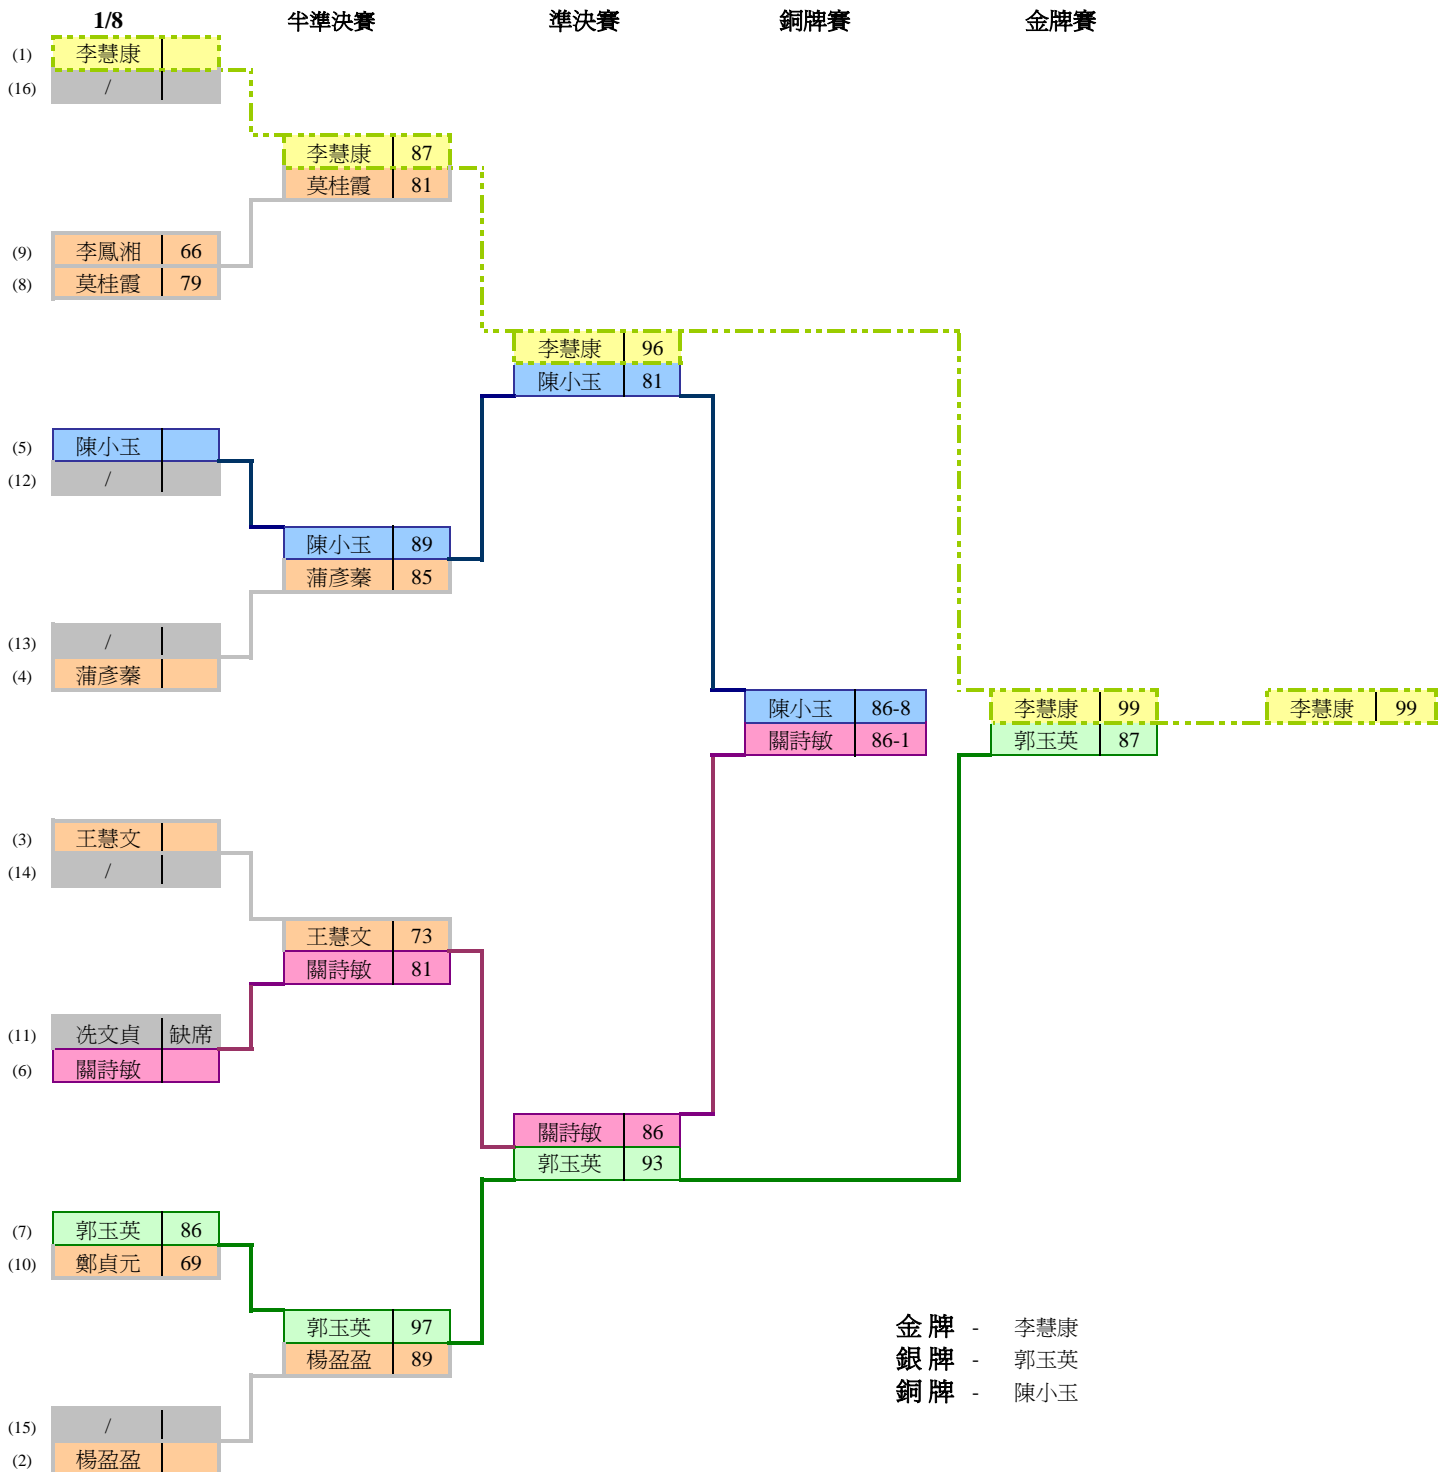 1/8 半準決賽 準決賽 銅牌賽 金牌賽
(1) 李慧康
(16) /
李慧康 87
莫桂霞 81
(9) 李鳳湘 66
(8) 莫桂霞 79
李慧康 96
陳小玉 81
(5) 陳小玉
(12) /
陳小玉 89
蒲彥蓁 85
(13) /
(4) 蒲彥蓁
陳小玉 86-8 李慧康 99 李慧康 99
關詩敏 86-1 郭玉英 87
(3) 王慧文
(14) /
王慧文 73
關詩敏 81
(11) 冼文貞 缺席
(6) 關詩敏
關詩敏 86
郭玉英 93
(7) 郭玉英 86
(10) 鄭貞元 69
郭玉英 97
楊盈盈 89
金牌 - 李慧康
銀牌 - 郭玉英
銅牌 - 陳小玉
(15) /
(2) 楊盈盈